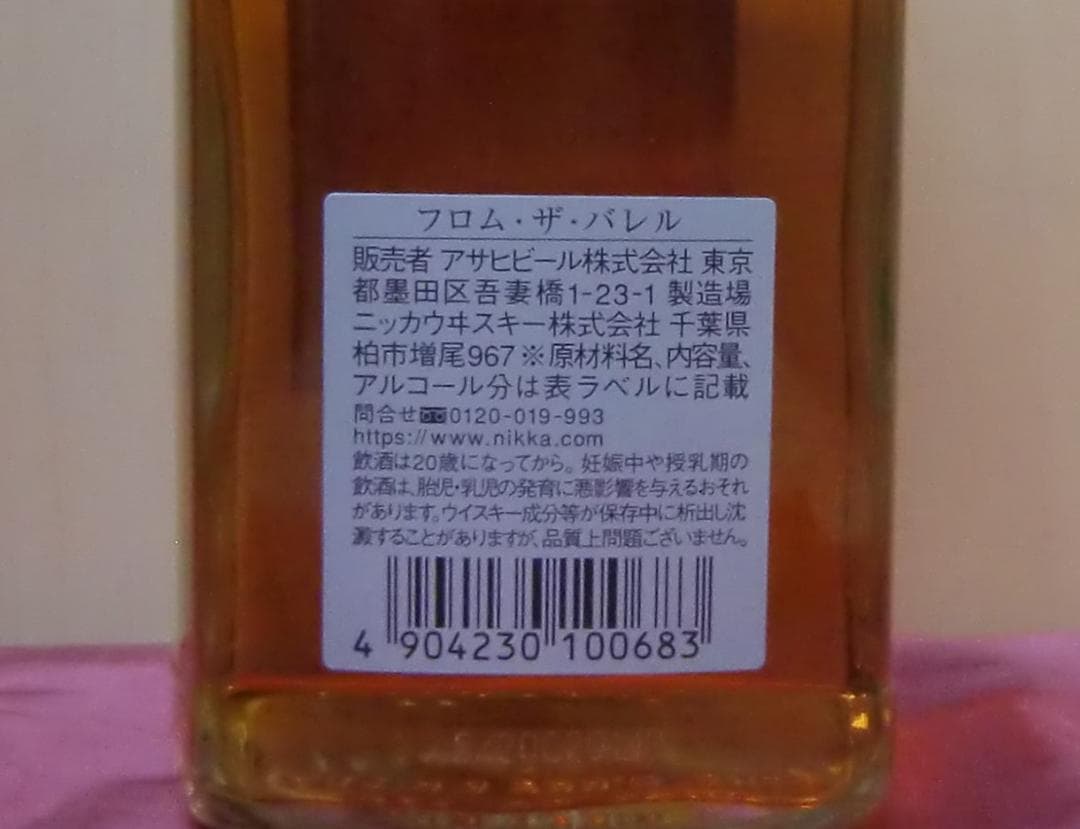 フロム・ザ・バレル
販売者 アサヒビール株式会社 東京
都墨田区吾妻橋1-23-1 製造場
ニッカウヰスキー株式会社 千葉県
柏市増尾967 ※原材料名、内容量、
アルコール分は表ラベルに記載
問合せ 0120-019-993
https://www.nikka.com
飲酒は20歳になってから。妊娠中や授乳期の
飲酒は、胎児・乳児の発育に悪影響を与えるおそれ
があります。ウイスキー成分等が保存中に析出し沈
澱することがありますが、品質上問題ございません。
4 904230 100683